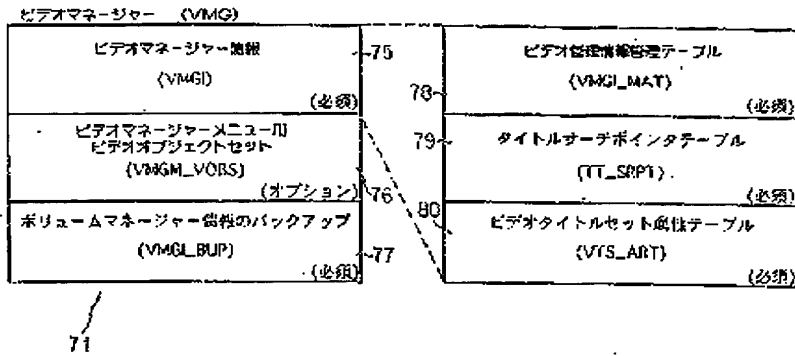 ビデオマネージャー (VMG)
ビデオマネージャー情報
(VMGI)
(必須)
75
ビデオマネージャーメニュー用
ビデオオブジェクトセット
(VMGM_VOBS)
(オプション)
76
ボリュームマネージャー情報のバックアップ
(VMGI_BUP)
(必須)
77
71
ビデオ管理情報管理テーブル
(VMGI_MAT)
(必須)
78
タイトルサーチポインタテーブル
(TT_SRPT)
(必須)
79
ビデオタイトルセット属性テーブル
(VTS_ART)
(必須)
80